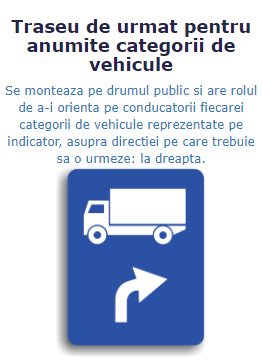 Traseu de urmat pentru
anumite categorii de
vehicule
Se monteaza pe drumul public si are rolul
de a-i orienta pe conducatorii fiecarei
categorii de vehicule reprezentate pe
indicator, asupra directiei pe care trebuie
sa o urmeze: la dreapta.